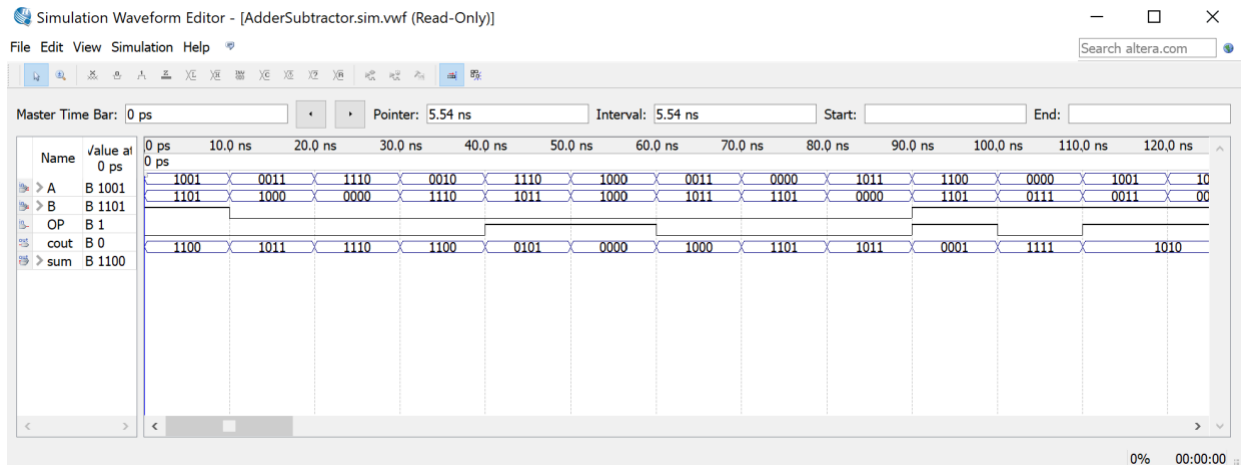 Simulation Waveform Editor - [AdderSubtractor.sim.vwf (Read-Only)]
File Edit View Simulation Help
Search altera.com
Master Time Bar: 0 ps Pointer: 5.54 ns Interval: 5.54 ns Start: End:
Name Value at 0 ps
0 ps 10.0 ns 20.0 ns 30.0 ns 40.0 ns 50.0 ns 60.0 ns 70.0 ns 80.0 ns 90.0 ns 100.0 ns 110.0 ns 120.0 ns
0 ps
A B 1001 1001 0011 1110 0010 1110 1000 0011 0000 1011 1100 0000 1001 10
B B 1101 1101 1000 0000 1110 1011 1000 1011 1101 0000 1101 0111 0011 00
OP B 1
cout B 0
sum B 1100 1100 1011 1110 1100 0101 0000 1000 1101 1011 0001 1111 1010
0% 00:00:00